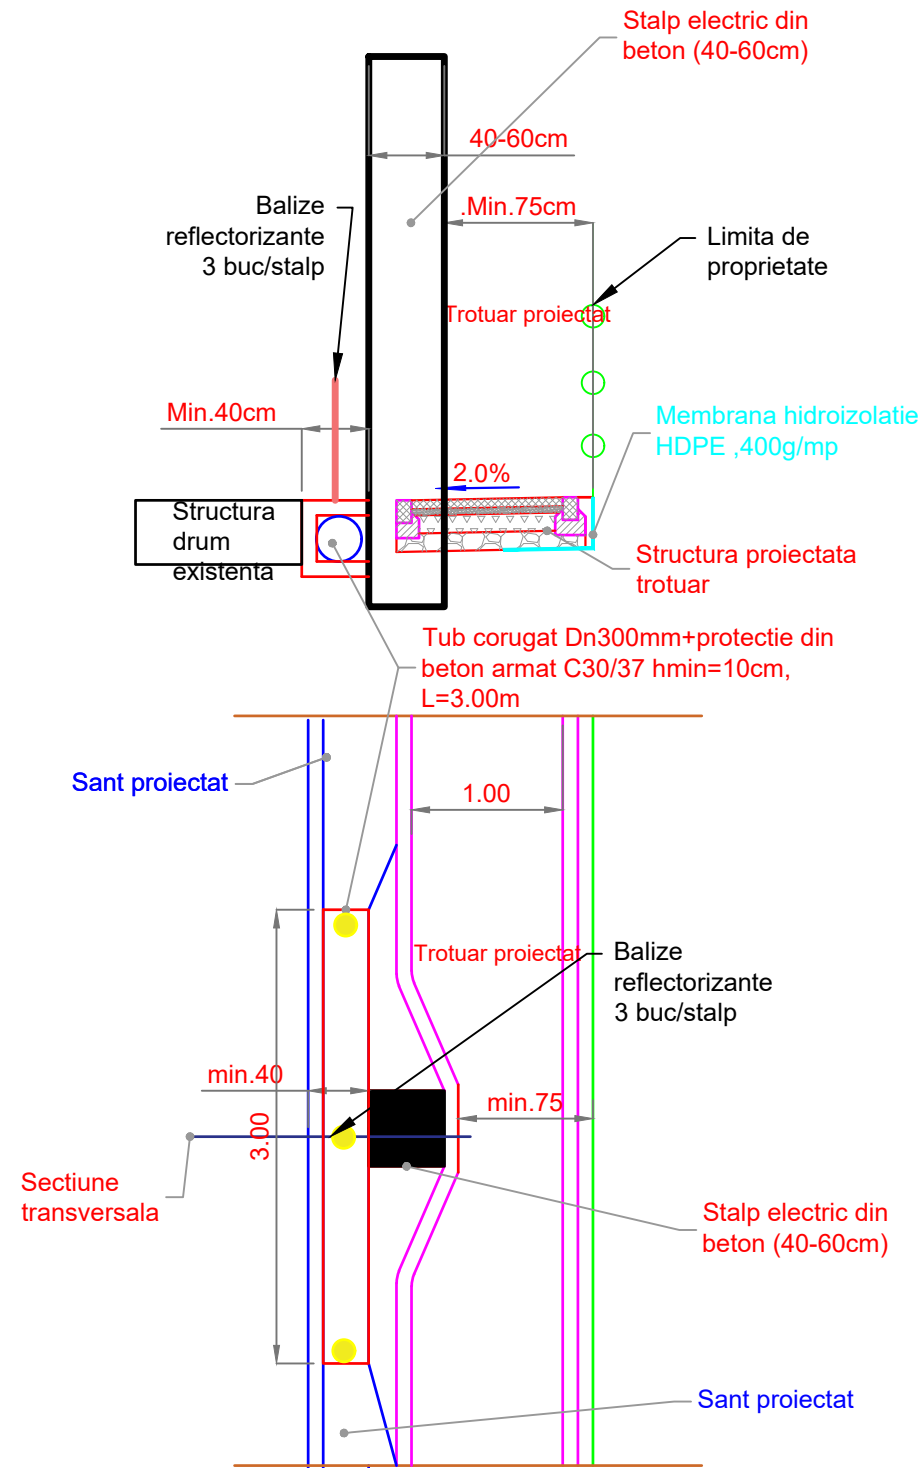 Stalp electric din
beton (40-60cm)
40-60cm
Balize
reflectorizante
3 buc/stalp
.Min.75cm
Limita de
proprietate
Trotuar proiectat
Min.40cm
Membrana hidroizolatie
HDPE ,400g/mp
2.0%
Structura
drum
existenta
Structura proiectata
trotuar
Tub corugat Dn300mm+protectie din
beton armat C30/37 hmin=10cm,
L=3.00m
Sant proiectat
1.00
Trotuar proiectat
Balize
reflectorizante
3 buc/stalp
min.40
min.75
3.00
Sectiune
transversala
Stalp electric din
beton (40-60cm)
Sant proiectat